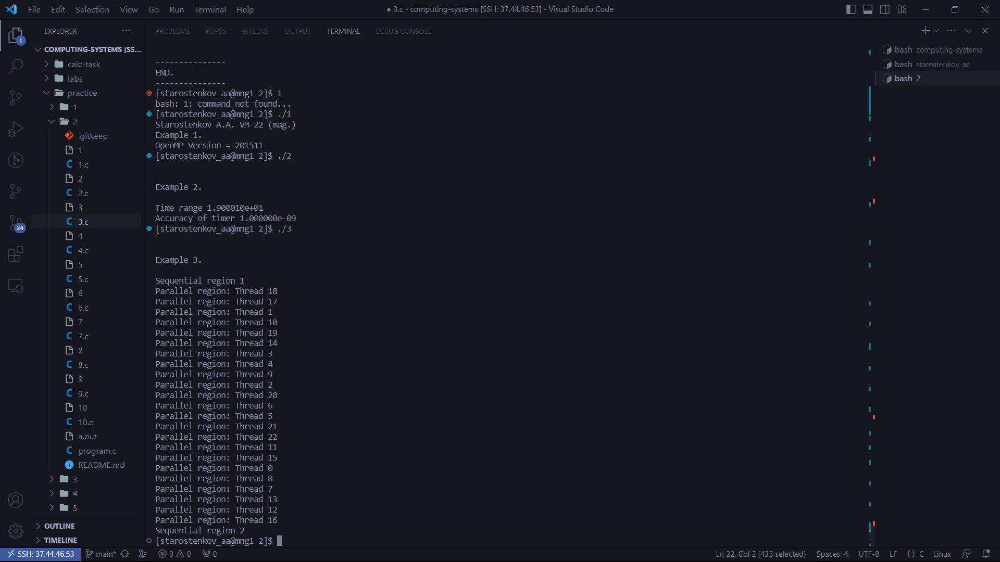 File Edit Selection View Go Run Terminal Help
● 3.c - computing-systems [SSH: 37.44.46.53] - Visual Studio Code
EXPLORER
PROBLEMS PORTS GITLENS OUTPUT TERMINAL DEBUG CONSOLE
1
24
COMPUTING-SYSTEMS [SS...
calc-task
labs
practice
1
2
.gitkeep
1
1.c
2
2.c
3
3.c
4
4.c
5
5.c
6
6.c
7
7.c
8
8.c
9
9.c
10
10.c
a.out
program.c
README.md
3
4
5
OUTLINE
TIMELINE
---------------
END.
---------------
[starostenkov_aa@mng1 2]$ 1
bash: 1: command not found...
[starostenkov_aa@mng1 2]$ ./1
Starostenkov A.A. VM-22 (mag.)
Example 1.
OpenMP Version = 201511
[starostenkov_aa@mng1 2]$ ./2
Example 2.
Time range 1.900010e+01
Accuracy of timer 1.000000e-09
[starostenkov_aa@mng1 2]$ ./3
Example 3.
Sequential region 1
Parallel region: Thread 18
Parallel region: Thread 17
Parallel region: Thread 1
Parallel region: Thread 10
Parallel region: Thread 19
Parallel region: Thread 14
Parallel region: Thread 3
Parallel region: Thread 4
Parallel region: Thread 9
Parallel region: Thread 2
Parallel region: Thread 20
Parallel region: Thread 6
Parallel region: Thread 5
Parallel region: Thread 21
Parallel region: Thread 22
Parallel region: Thread 11
Parallel region: Thread 15
Parallel region: Thread 0
Parallel region: Thread 8
Parallel region: Thread 7
Parallel region: Thread 13
Parallel region: Thread 12
Parallel region: Thread 16
Sequential region 2
[starostenkov_aa@mng1 2]$
bash computing-systems
bash starostenkov_aa
bash 2
SSH: 37.44.46.53 main* 0 0 0 Ln 22, Col 2 (433 selected) Spaces: 4 UTF-8 LF {} C Linux